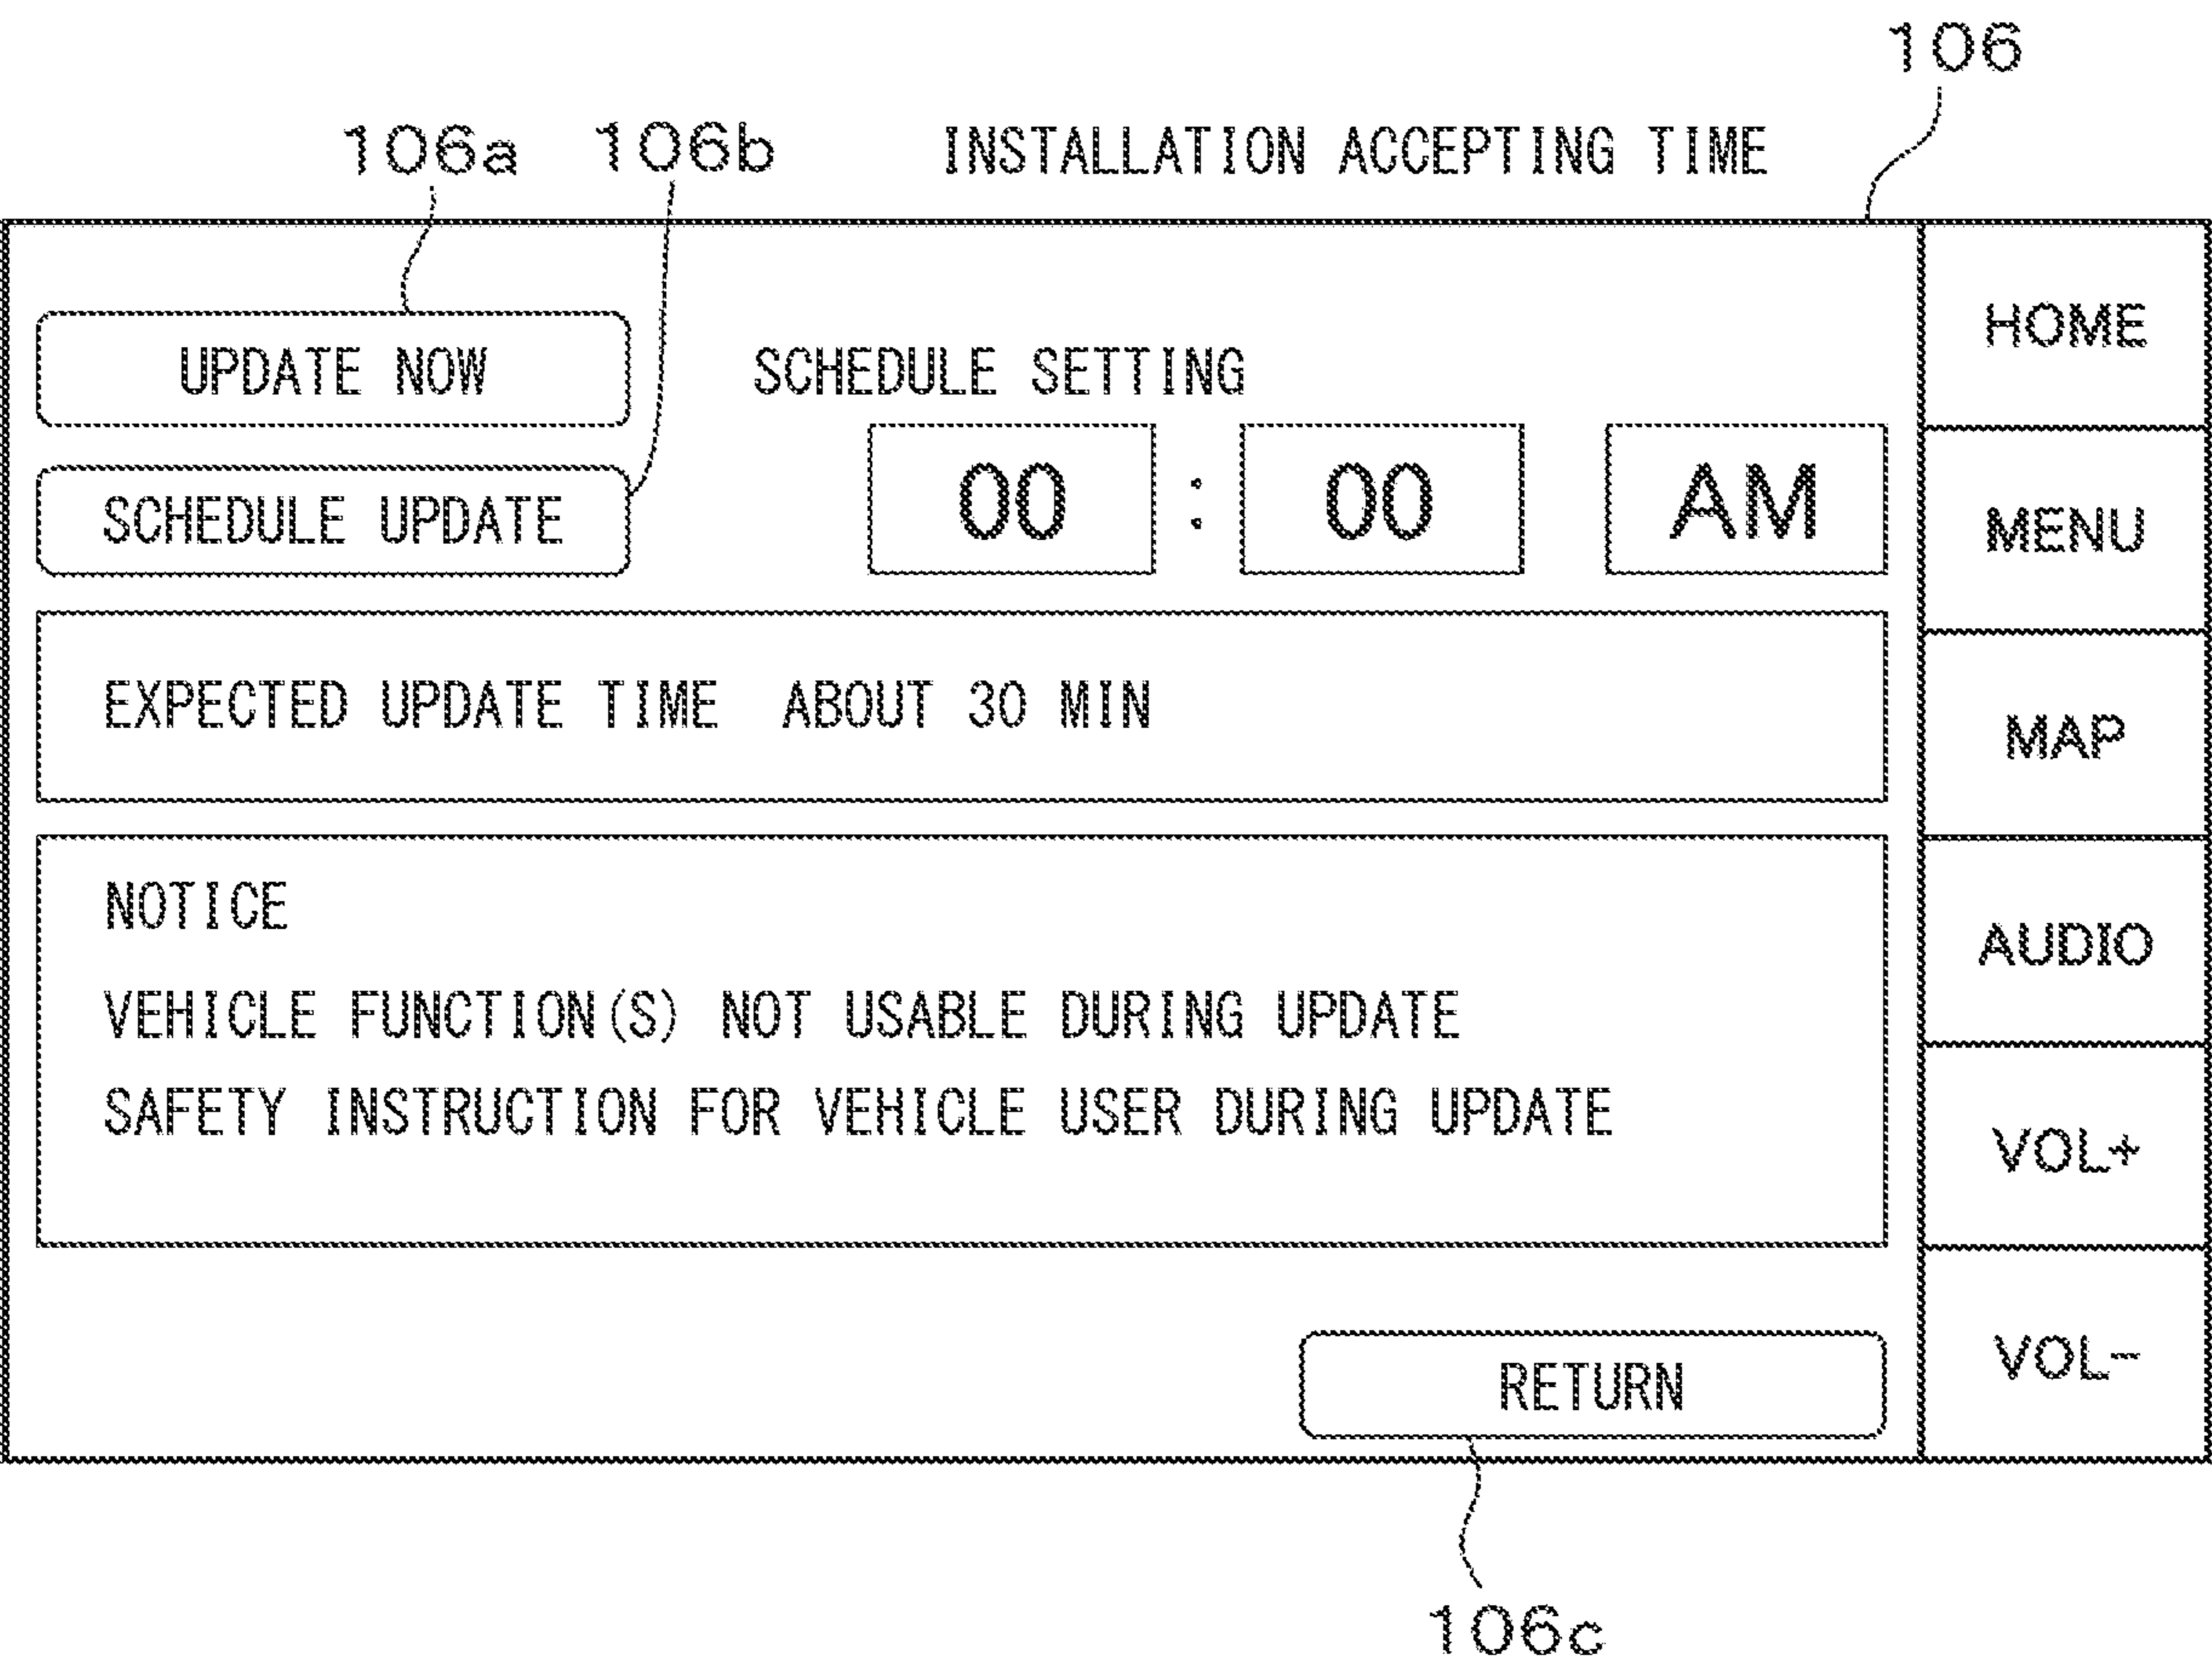 106
106a 106b INSTALLATION ACCEPTING TIME
UPDATE NOW
SCHEDULE SETTING
SCHEDULE UPDATE
00 : 00 AM
EXPECTED UPDATE TIME ABOUT 30 MIN
NOTICE
VEHICLE FUNCTION(S) NOT USABLE DURING UPDATE
SAFETY INSTRUCTION FOR VEHICLE USER DURING UPDATE
RETURN
HOME
MENU
MAP
AUDIO
VOL+
VOL-
106c